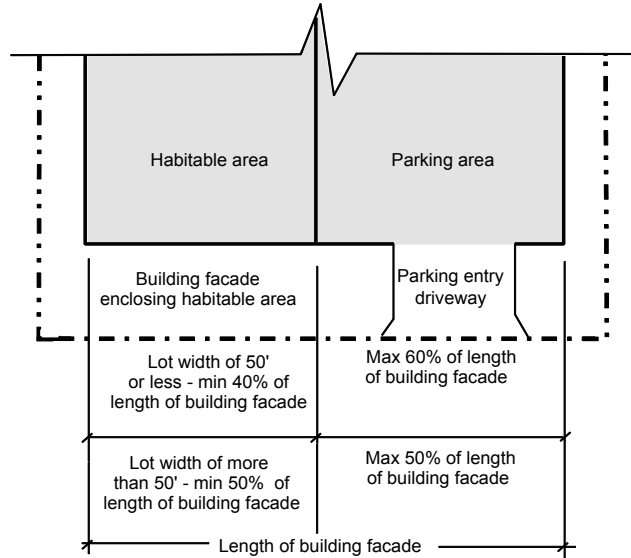 Habitable area
Parking area
Building facade
enclosing habitable area
Parking entry
driveway
Lot width of 50'
or less - min 40% of
length of building facade
Max 60% of length
of building facade
Lot width of more
than 50' - min 50% of
length of building facade
Max 50% of length
of building facade
Length of building facade